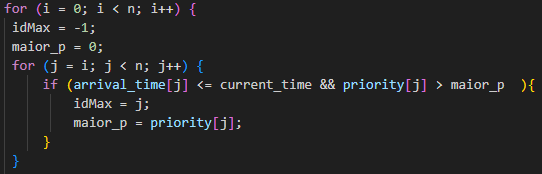 for (i = 0; i < n; i++) {
idMax = -1;
maior_p = 0;
for (j = i; j < n; j++) {
if (arrival_time[j] <= current_time && priority[j] > maior_p  ){
idMax = j;
maior_p = priority[j];
}
}